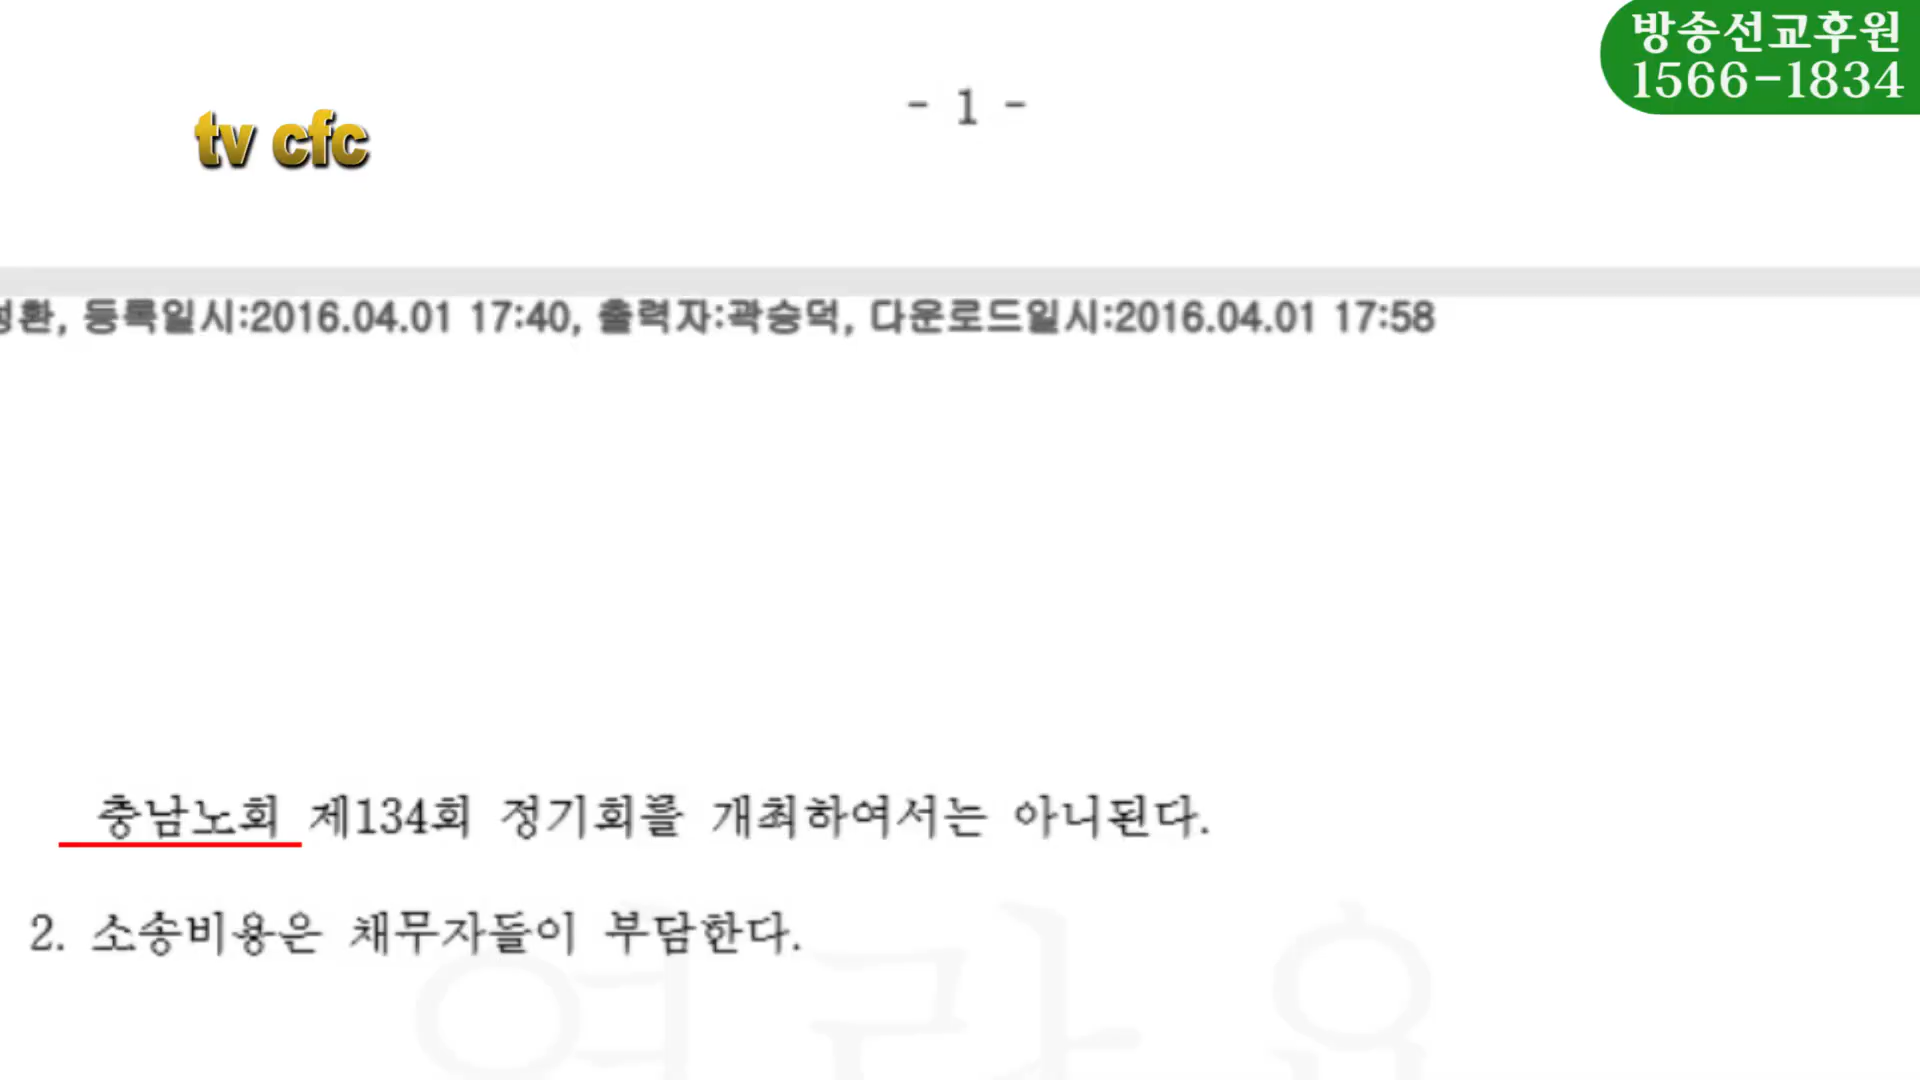 방송선교후원
1566-1834
- 1 -
tv cfc
환, 등록일시:2016.04.01 17:40, 출력자:곽승덕, 다운로드일시:2016.04.01 17:58
충남노회 제134회 정기회를 개최하여서는 아니된다.
2. 소송비용은 채무자들이 부담한다.
열람용